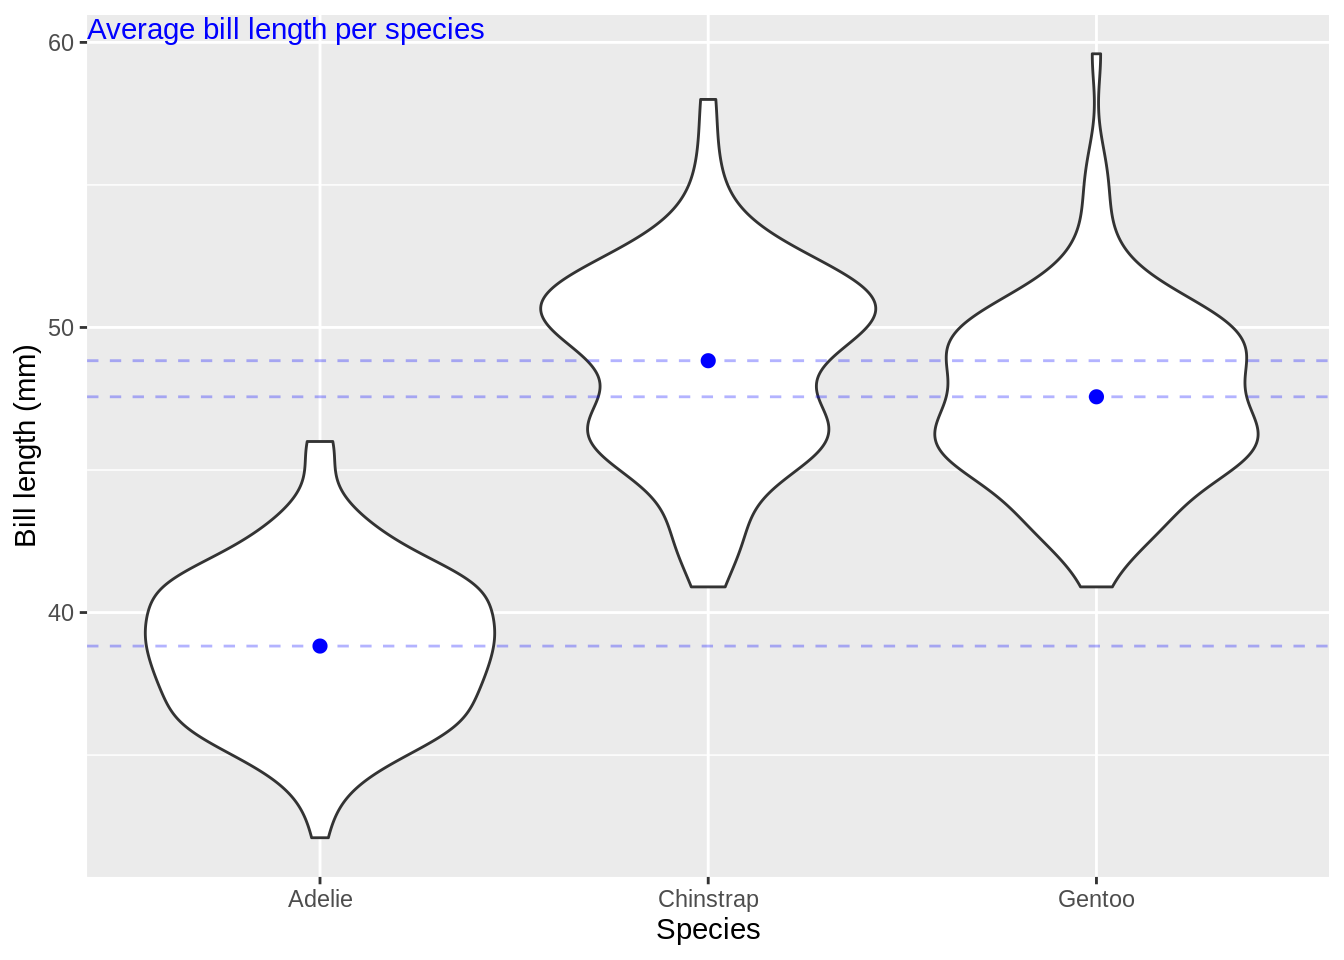 Average bill length per species
60
50
40
Bill length (mm)
Adelie
Chinstrap
Gentoo
Species